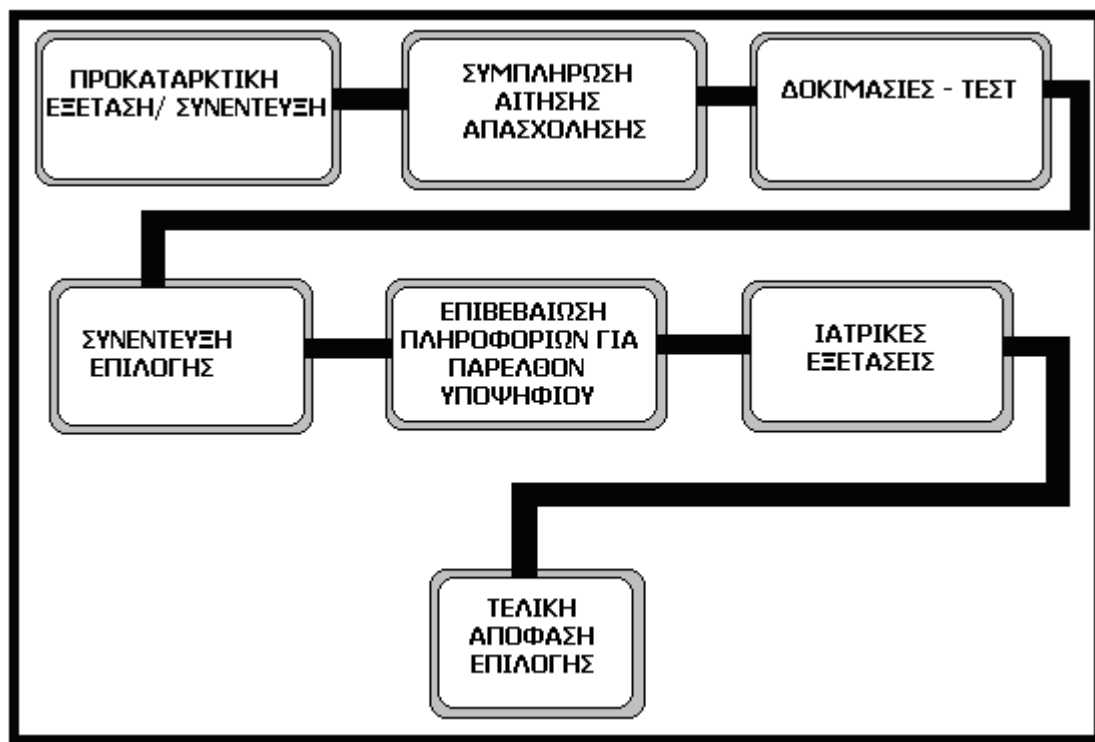 ΠΡΟΚΑΤΑΡΚΤΙΚΗ
ΕΞΕΤΑΣΗ/ ΣΥΝΕΝΤΕΥΞΗ
ΣΥΜΠΛΗΡΩΣΗ
ΑΙΤΗΣΗΣ
ΑΠΑΣΧΟΛΗΣΗΣ
ΔΟΚΙΜΑΣΙΕΣ - ΤΕΣΤ
ΣΥΝΕΝΤΕΥΞΗ
ΕΠΙΛΟΓΗΣ
ΕΠΙΒΕΒΑΙΩΣΗ
ΠΛΗΡΟΦΟΡΙΩΝ ΓΙΑ
ΠΑΡΕΛΘΟΝ
ΥΠΟΨΗΦΙΟΥ
ΙΑΤΡΙΚΕΣ
ΕΞΕΤΑΣΕΙΣ
ΤΕΛΙΚΗ
ΑΠΟΦΑΣΗ
ΕΠΙΛΟΓΗΣ